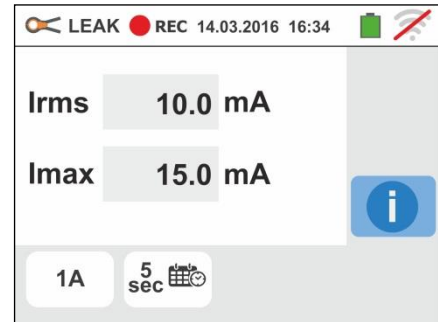 LEAK REC 14.03.2016 16:34
Irms 10.0 mA
Imax 15.0 mA
i
1A 5 sec